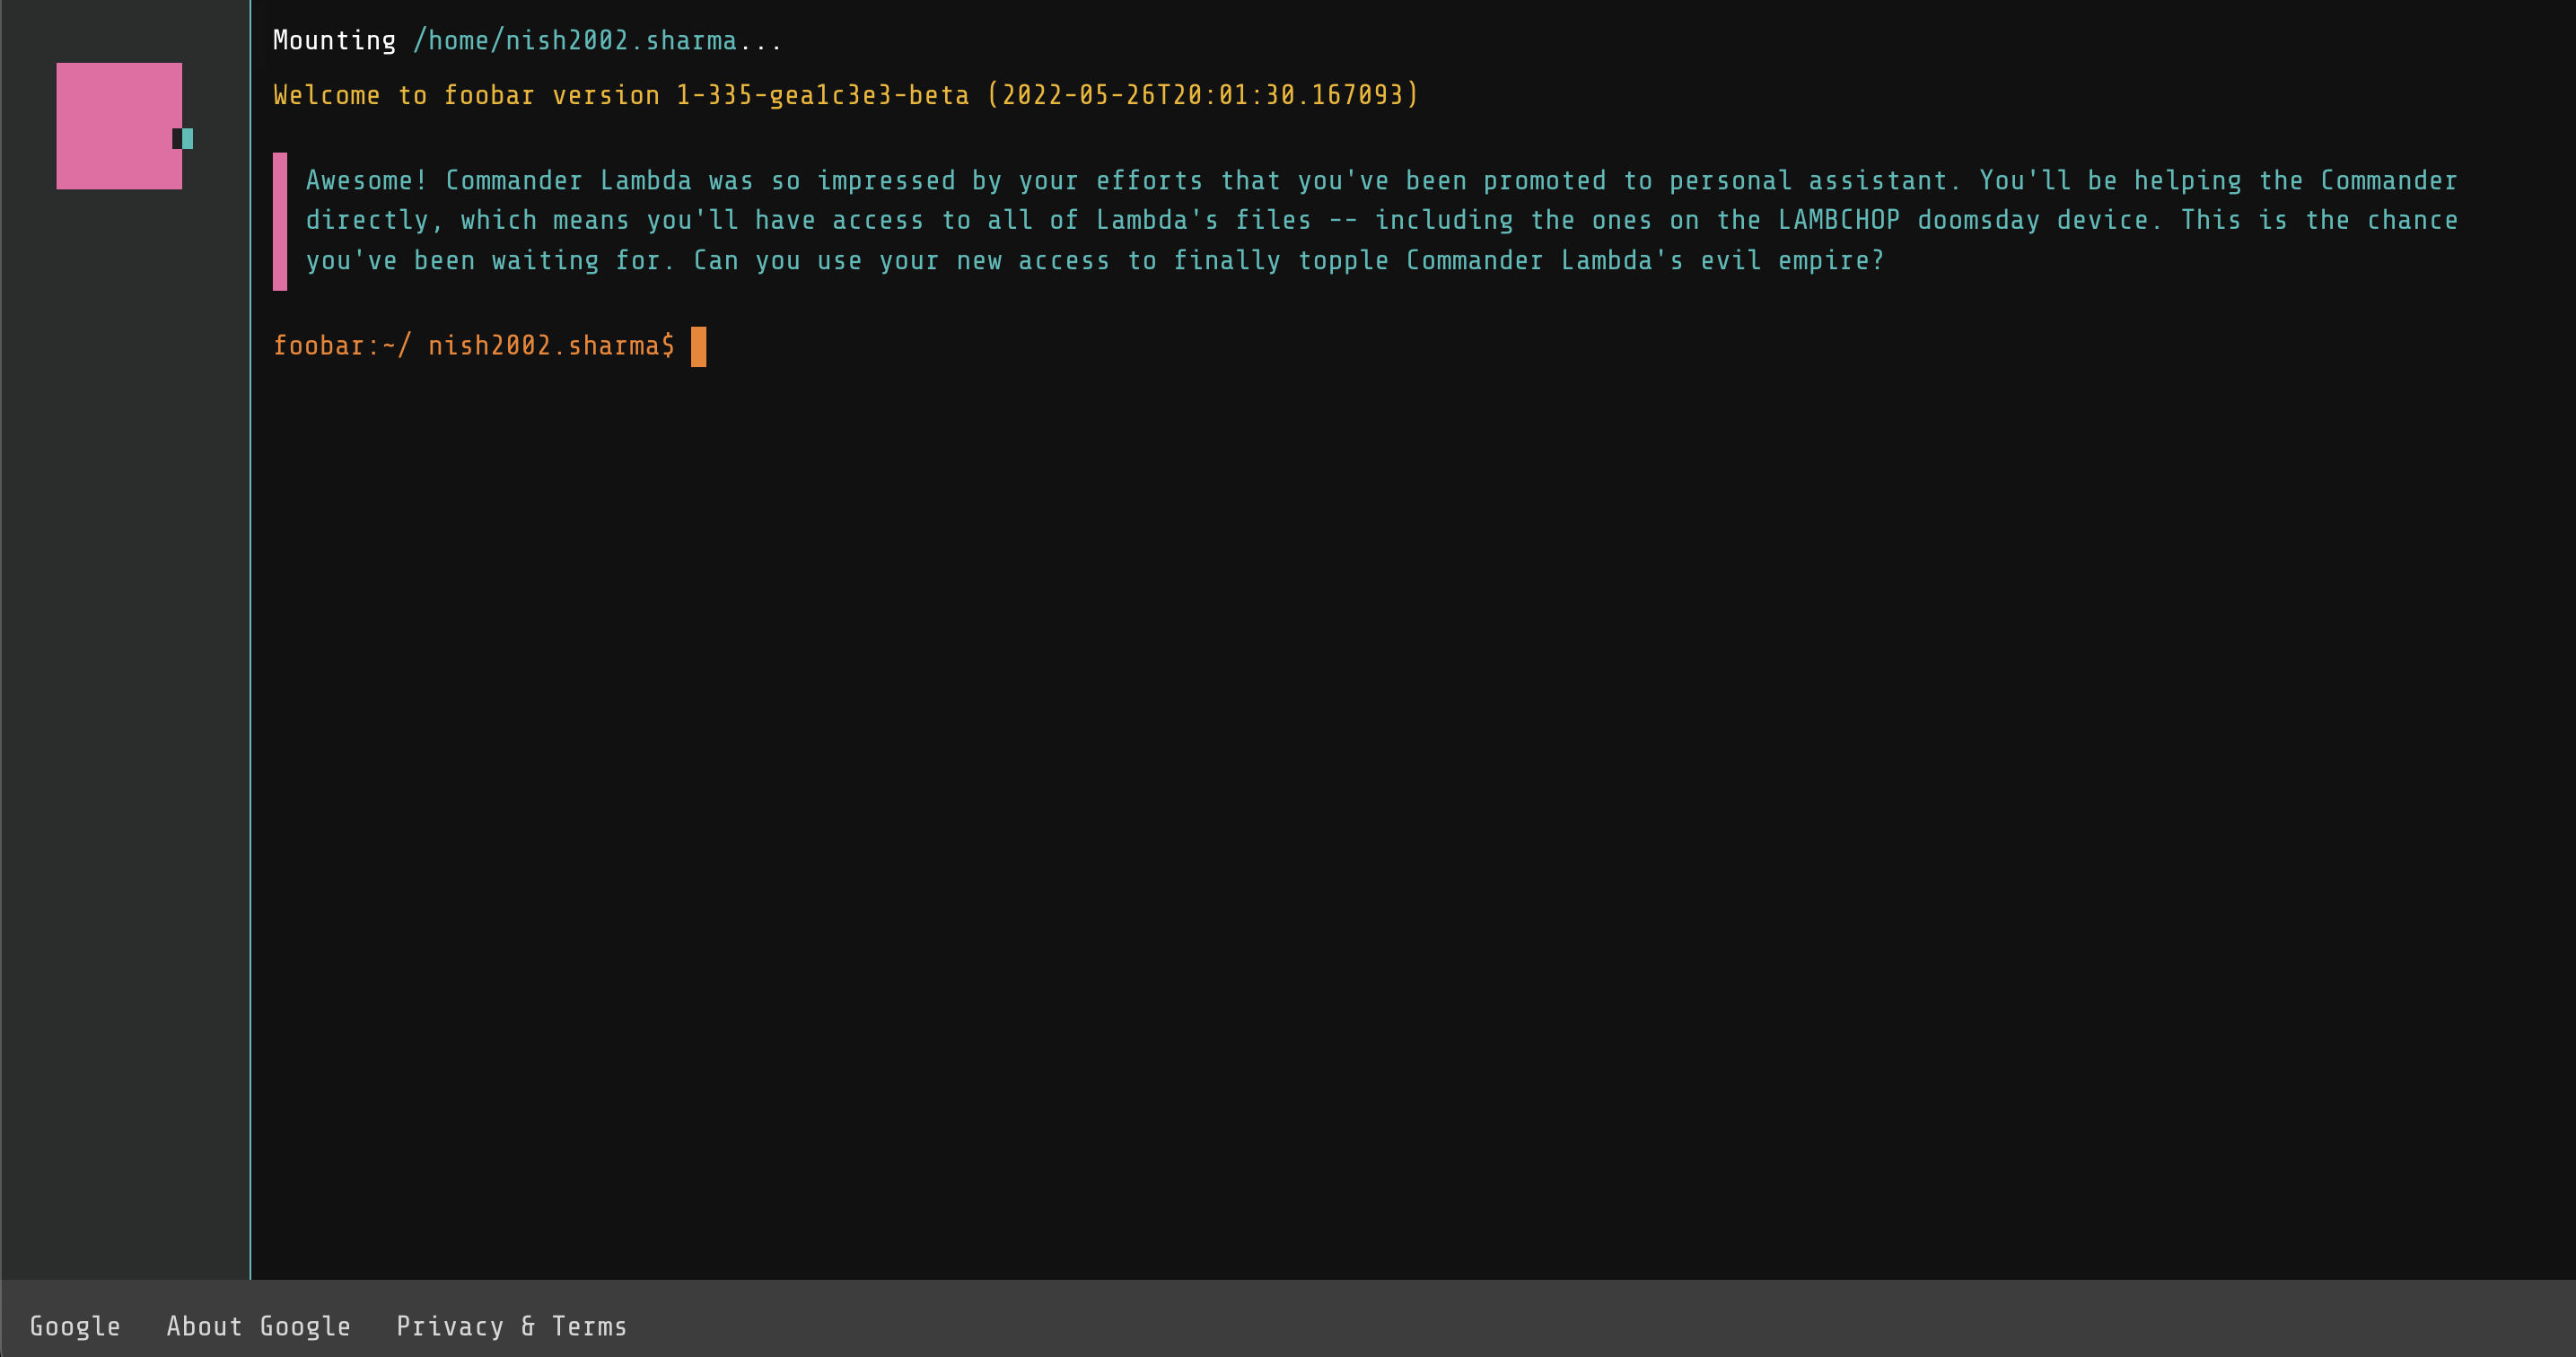 Mounting /home/nish2002.sharma...
Welcome to foobar version 1-335-gea1c3e3-beta (2022-05-26T20:01:30.167093)
Awesome! Commander Lambda was so impressed by your efforts that you've been promoted to personal assistant. You'll be helping the Commander
directly, which means you'll have access to all of Lambda's files -- including the ones on the LAMBCHOP doomsday device. This is the chance
you've been waiting for. Can you use your new access to finally topple Commander Lambda's evil empire?
foobar:~/ nish2002.sharma$
Google About Google Privacy & Terms